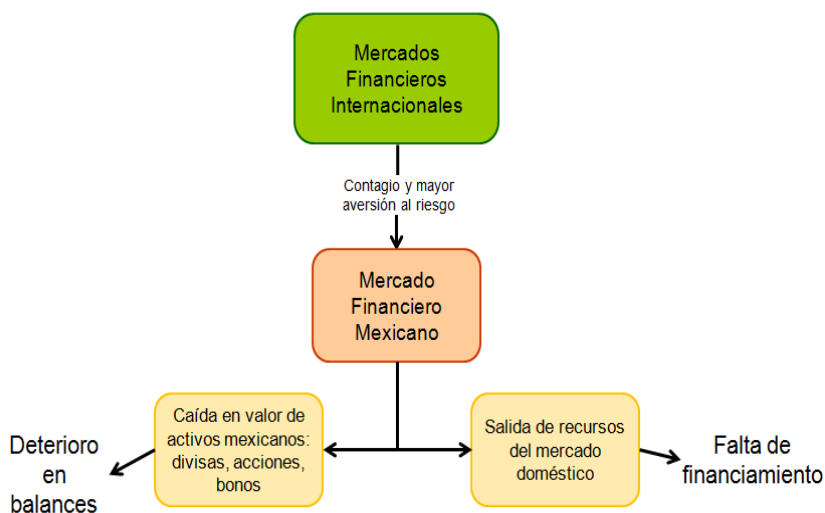 Mercados
Financieros
Internacionales
Contagio y mayor
aversión al riesgo
Mercado
Financiero
Mexicano
Caída en valor de
activos mexicanos:
divisas, acciones,
bonos
Salida de recursos
del mercado
doméstico
Deterioro
en
balances
Falta de
financiamiento